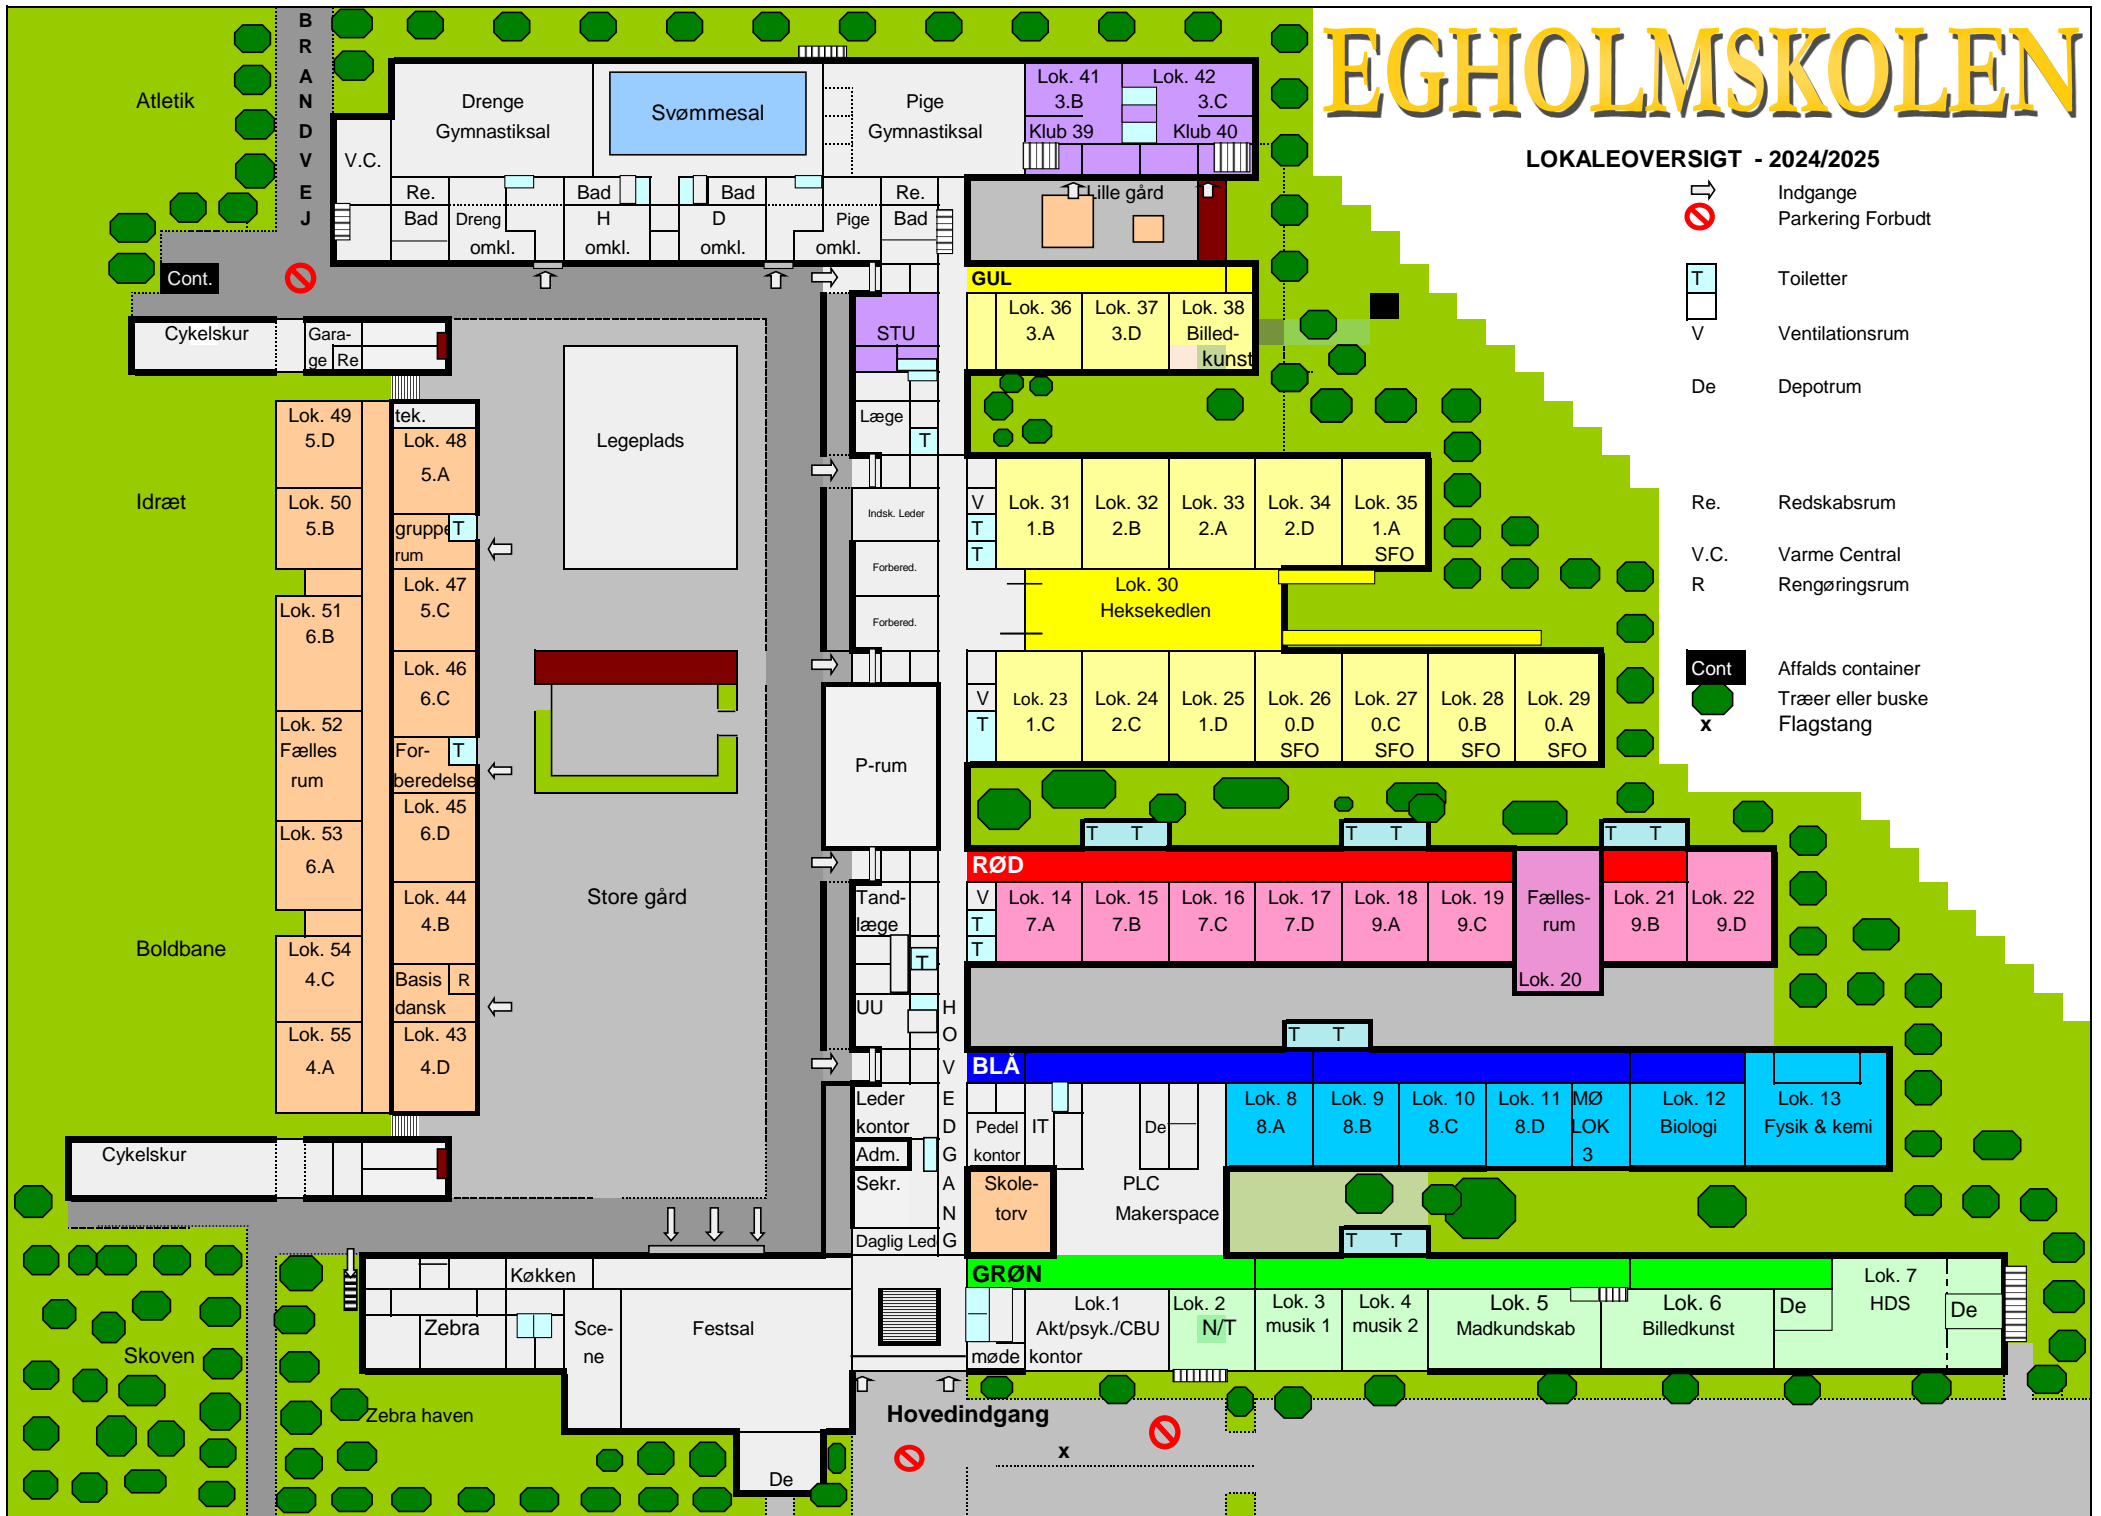 EGHOLMSKOLEN
LOKALEOVERSIGT - 2024/2025
Indgange
Parkering Forbudt
T Toiletter
V Ventilationsrum
De Depotrum
Re. Redskabsrum
V.C. Varme Central
R Rengøringsrum
Cont Affalds container
Træer eller buske
x Flagstang
BRANDVEJ
Atletik
Idræt
Boldbane
Skoven
Zebra haven
Cont.
V.C.
Drenge
Gymnastiksal
Svømmesal
Pige
Gymnastiksal
Lok. 41
3.B
Klub 39
Lok. 42
3.C
Klub 40
Re.
Bad
Dreng
omkl.
Bad
H
omkl.
Bad
D
omkl.
Pige
omkl.
Re.
Bad
Lille gård
Cykelskur
Gara-
ge
Re
GUL
Lok. 36
3.A
Lok. 37
3.D
Lok. 38
Billed-
kunst
STU
Læge
T
Legeplads
Lok. 49
5.D
tek.
Lok. 48
5.A
Lok. 50
5.B
gruppe
rum
T
Lok. 47
5.C
Lok. 51
6.B
Lok. 46
6.C
Lok. 52
Fælles
rum
For-
beredelse
T
Lok. 45
6.D
Lok. 53
6.A
Lok. 44
4.B
Lok. 54
4.C
Basis
dansk
R
Lok. 55
4.A
Lok. 43
4.D
Store gård
Indsk. Leder
Forbered.
Forbered.
V
T
T
Lok. 31
1.B
Lok. 32
2.B
Lok. 33
2.A
Lok. 34
2.D
Lok. 35
1.A
SFO
Lok. 30
Heksekedlen
V
T
Lok. 23
1.C
Lok. 24
2.C
Lok. 25
1.D
Lok. 26
0.D
SFO
Lok. 27
0.C
SFO
Lok. 28
0.B
SFO
Lok. 29
0.A
SFO
P-rum
T T
T T
T T
RØD
V
T
T
Lok. 14
7.A
Lok. 15
7.B
Lok. 16
7.C
Lok. 17
7.D
Lok. 18
9.A
Lok. 19
9.C
Fælles-
rum
Lok. 20
Lok. 21
9.B
Lok. 22
9.D
Tand-
læge
T
UU
HOVEDGANG
T T
BLÅ
Leder
kontor
Adm.
Sekr.
Daglig Led
Pedel
kontor
IT
De
Lok. 8
8.A
Lok. 9
8.B
Lok. 10
8.C
Lok. 11
8.D
MØ
LOK
3
Lok. 12
Biologi
Lok. 13
Fysik & kemi
Skole-
torv
PLC
Makerspace
T T
Cykelskur
Køkken
Zebra
Sce-
ne
Festsal
De
GRØN
møde
Lok.1
Akt/psyk./CBU
kontor
Lok. 2
N/T
Lok. 3
musik 1
Lok. 4
musik 2
Lok. 5
Madkundskab
Lok. 6
Billedkunst
De
Lok. 7
HDS
De
Hovedindgang
x